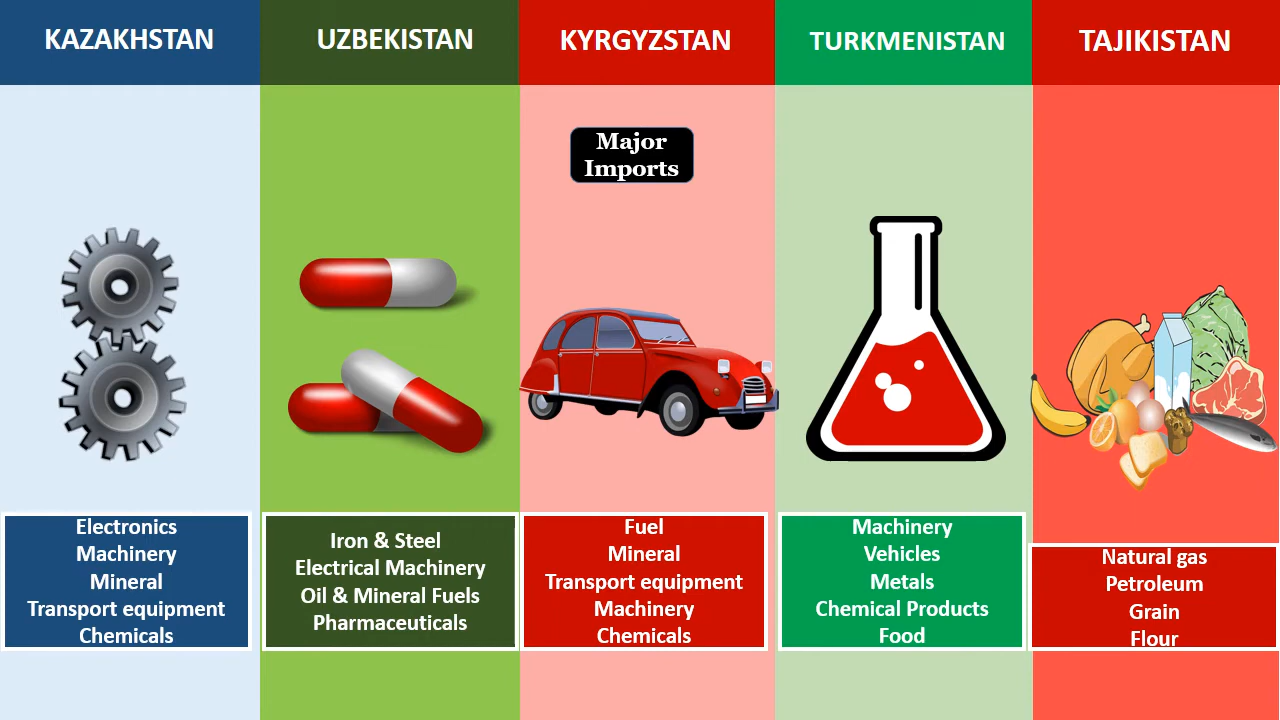 KAZAKHSTAN
UZBEKISTAN
KYRGYZSTAN
TURKMENISTAN
TAJIKISTAN
Major
Imports
Electronics
Machinery
Mineral
Transport equipment
Chemicals
Iron & Steel
Electrical Machinery
Oil & Mineral Fuels
Pharmaceuticals
Fuel
Mineral
Transport equipment
Machinery
Chemicals
Machinery
Vehicles
Metals
Chemical Products
Food
Natural gas
Petroleum
Grain
Flour